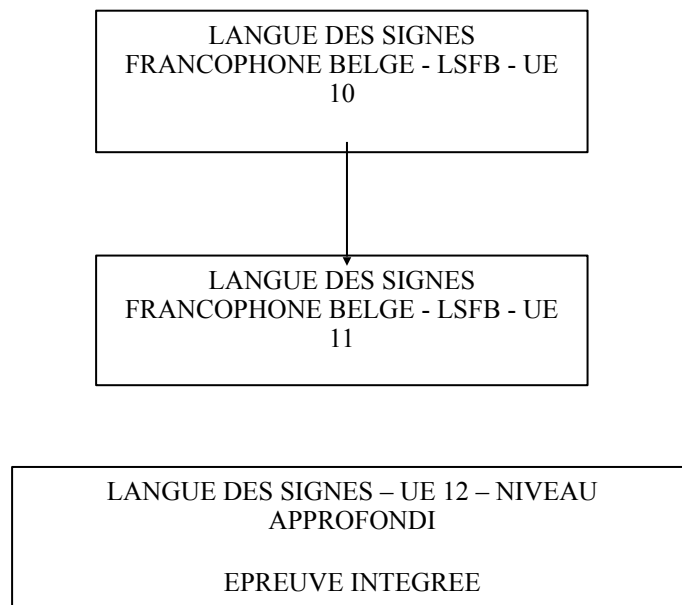 LANGUE DES SIGNES
FRANCOPHONE BELGE - LSFB - UE
10
LANGUE DES SIGNES
FRANCOPHONE BELGE - LSFB - UE
11
LANGUE DES SIGNES – UE 12 – NIVEAU
APPROFONDI
EPREUVE INTEGREE